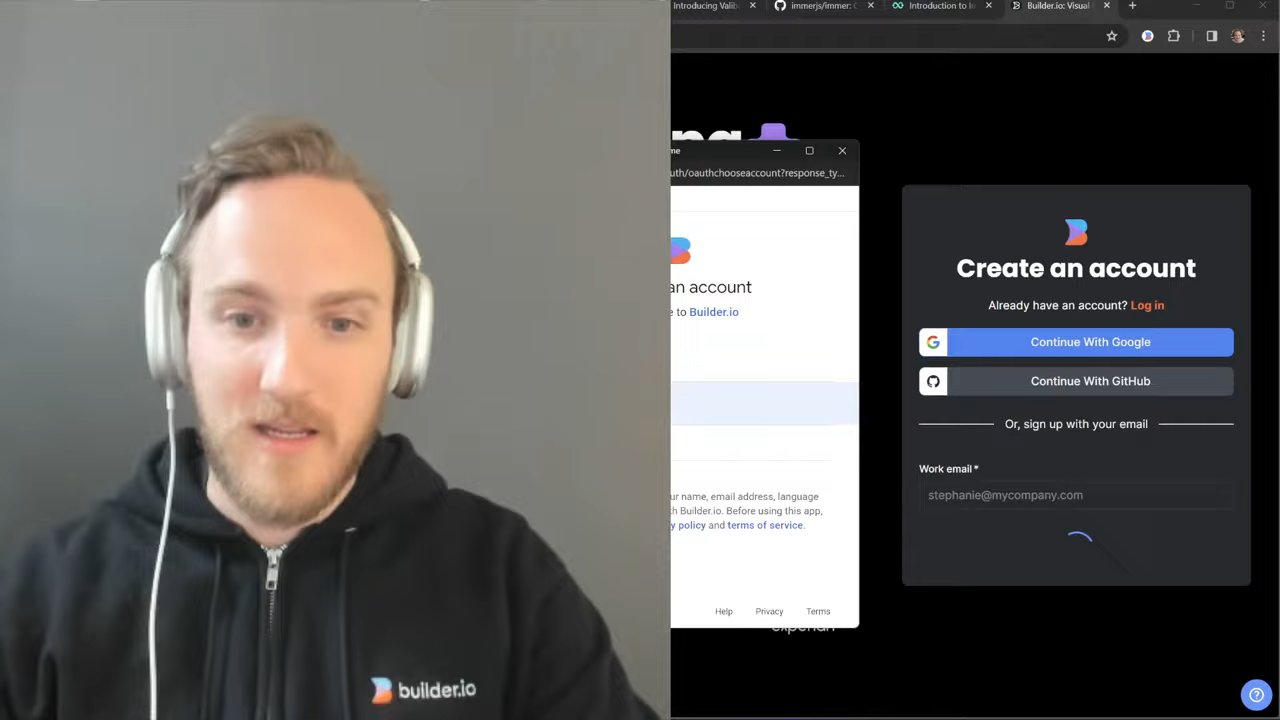 builder.io
Introducing Valib
immerjs/immer: C
Introduction to In
Builder.io: Visual
me
uth/oauthchooseaccount?response_ty...
an account
e to Builder.io
ur name, email address, language
h Builder.io. Before using this app,
y policy and terms of service.
Help
Privacy
Terms
Create an account
Already have an account? Log in
Continue With Google
Continue With GitHub
Or, sign up with your email
Work email *
stephanie@mycompany.com